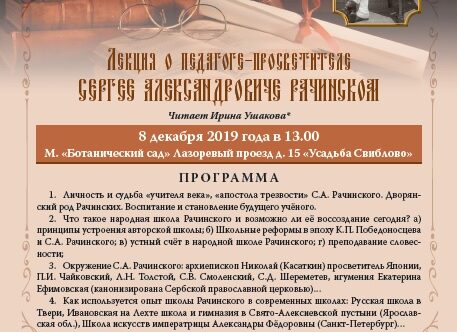 Лекция о педагоге-просветителе
Сергее Александровиче Рачинском
Читает Ирина Ушакова*
8 декабря 2019 года в 13.00
М. «Ботанический сад» Лазоревый проезд д. 15 «Усадьба Свиблово»
ПРОГРАММА
1. Личность и судьба «учителя века», «апостола трезвости» С.А. Рачинского. Дворян-
ский род Рачинских. Воспитание и становление будущего учёного.
2. Что такое народная школа Рачинского и возможно ли её воссоздание сегодня? а)
принципы устроения авторской школы; б) Школьные реформы в эпоху К.П. Победоносцева
и С.А. Рачинского; в) устный счёт в народной школе Рачинского; г) преподавание словес-
ности;
3. Окружение С.А. Рачинского: архиепископ Николай (Касаткин) просветитель Японии,
П.И. Чайковский, Л.Н. Толстой, С.В. Смоленский, С.Д. Шереметев, игумения Екатерина
Ефимовская (канонизирована Сербской православной церковью)…
4. Как используется опыт школы Рачинского в современных школах: Русская школа в
Твери, Ивановская на Лехте школа и гимназия в Свято-Алексиевской пустыни (Ярослав-
ская обл.), Школа искусств императрицы Александры Фёдоровны (Санкт-Петербург)…